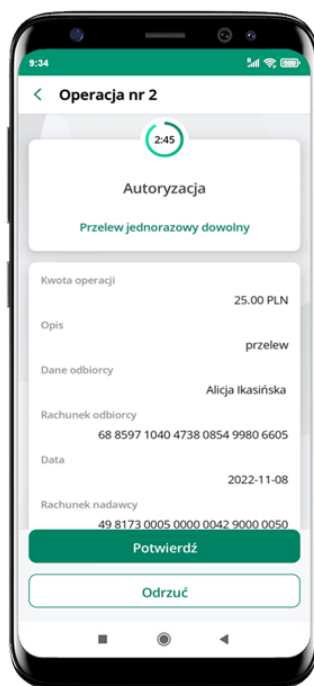 9:34
Operacja nr 2
2:45
Autoryzacja
Przelew jednorazowy dowolny
Kwota operacji
25.00 PLN
Opis
przelew
Dane odbiorcy
Alicja Ikasińska
Rachunek odbiorcy
68 8597 1040 4738 0854 9980 6605
Data
2022-11-08
Rachunek nadawcy
49 8173 0005 0000 0042 9000 0050
Potwierdź
Odrzuć